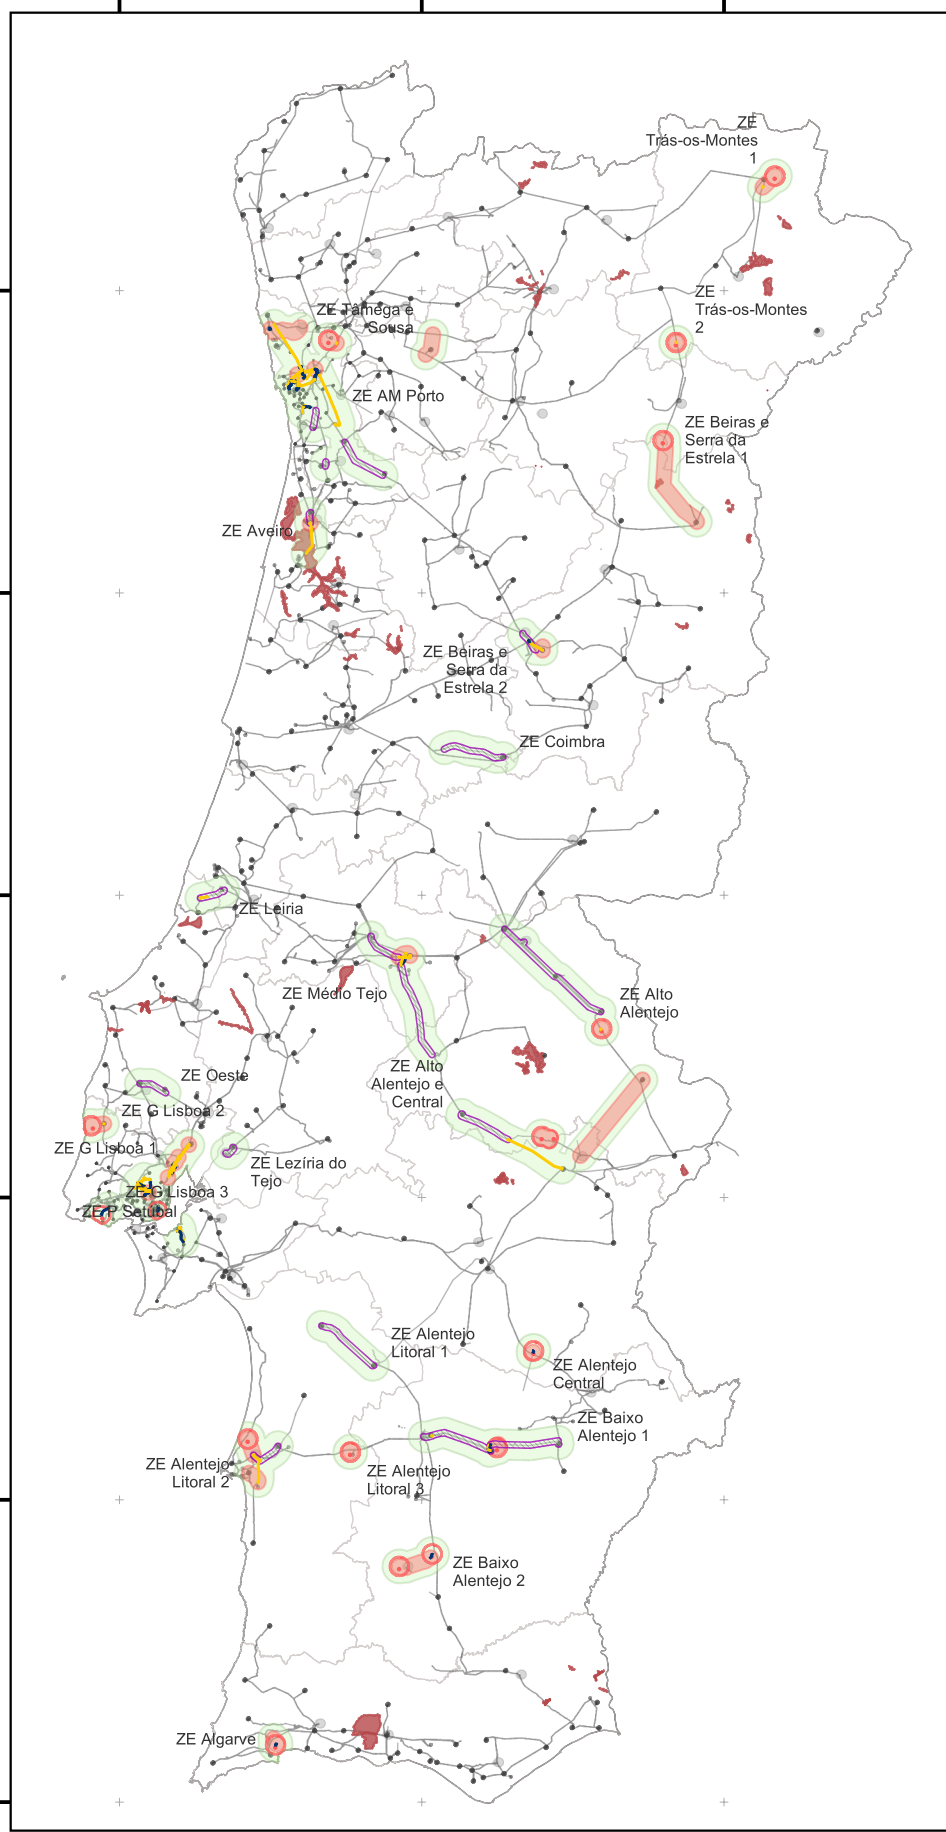 ZE
Trás-os-Montes
1
ZE
Trás-os-Montes
2
ZE Tâmega e
Sousa
ZE AM Porto
ZE Beiras e
Serra da
Estrela 1
ZE Aveiro
ZE Beiras e
Serra da
Estrela 2
ZE Coimbra
ZE Leiria
ZE Médio Tejo
ZE Alto
Alentejo
ZE Alto
Alentejo e
Central
ZE Oeste
ZE G Lisboa 2
ZE G Lisboa 1
ZE Lezíria do
Tejo
ZE G Lisboa 3
ZE P Setúbal
ZE Alentejo
Litoral 1
ZE Alentejo
Central
ZE Baixo
Alentejo 1
ZE Alentejo
Litoral 2
ZE Alentejo
Litoral 3
ZE Baixo
Alentejo 2
ZE Algarve